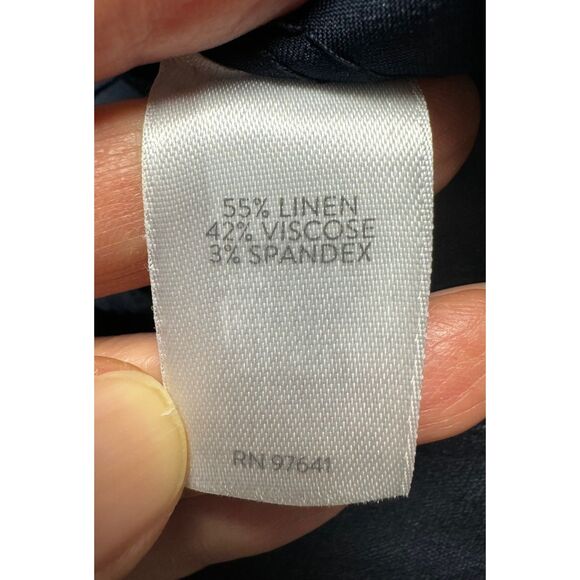 55% LINEN
42% VISCOSE
3% SPANDEX
RN 97641